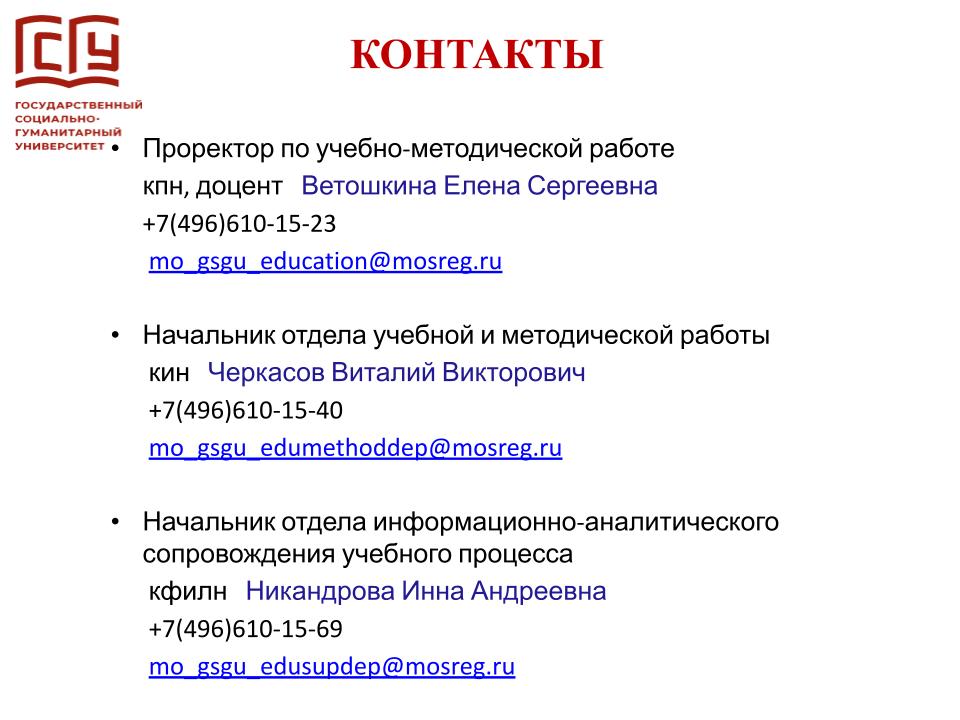 ГСГУ
ГОСУДАРСТВЕННЫЙ
СОЦИАЛЬНО-
ГУМАНИТАРНЫЙ
УНИВЕРСИТЕТ
КОНТАКТЫ
• Проректор по учебно-методической работе
кпн, доцент Ветошкина Елена Сергеевна
+7(496)610-15-23
mo_gsgu_education@mosreg.ru
• Начальник отдела учебной и методической работы
кин Черкасов Виталий Викторович
+7(496)610-15-40
mo_gsgu_edumethoddep@mosreg.ru
• Начальник отдела информационно-аналитического
сопровождения учебного процесса
кфилн Никандрова Инна Андреевна
+7(496)610-15-69
mo_gsgu_edusupdep@mosreg.ru